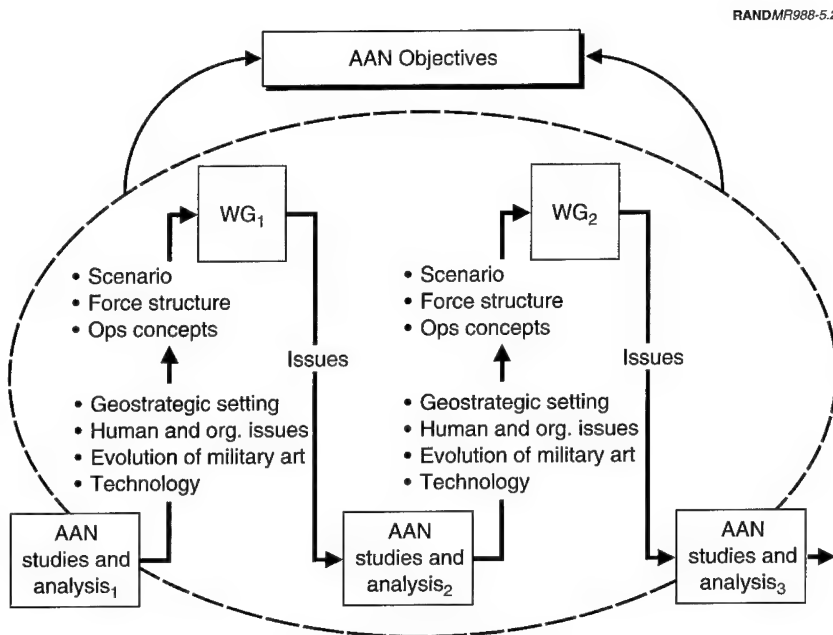 RANDMR988-5.2
AAN Objectives
WG1
• Scenario
• Force structure
• Ops concepts
Issues
• Geostrategic setting
• Human and org. issues
• Evolution of military art
• Technology
AAN
studies and
analysis1
WG2
• Scenario
• Force structure
• Ops concepts
Issues
• Geostrategic setting
• Human and org. issues
• Evolution of military art
• Technology
AAN
studies and
analysis2
AAN
studies and
analysis3